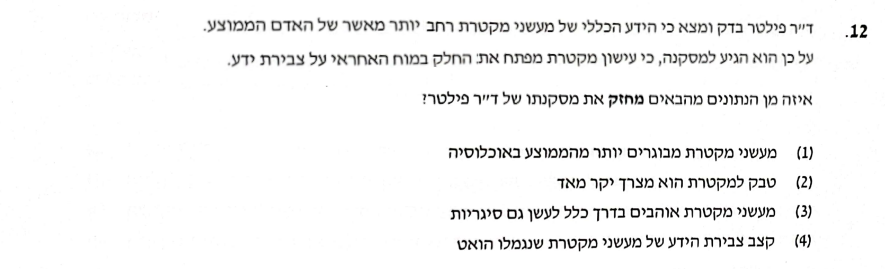 12. ד"ר פילטר בדק ומצא כי הידע הכללי של מעשני מקטרת רחב יותר מאשר של האדם הממוצע.
על כן הוא הגיע למסקנה, כי עישון מקטרת מפתח את החלק במוח האחראי על צבירת ידע.
איזה מן הנתונים מהבאים מחזק את מסקנתו של ד"ר פילטר?
(1) מעשני מקטרת מבוגרים יותר מהממוצע באוכלוסיה
(2) טבק למקטרת הוא מצרך יקר מאד
(3) מעשני מקטרת אוהבים בדרך כלל לעשן גם סיגריות
(4) קצב צבירת הידע של מעשני מקטרת שנגמלו הואט